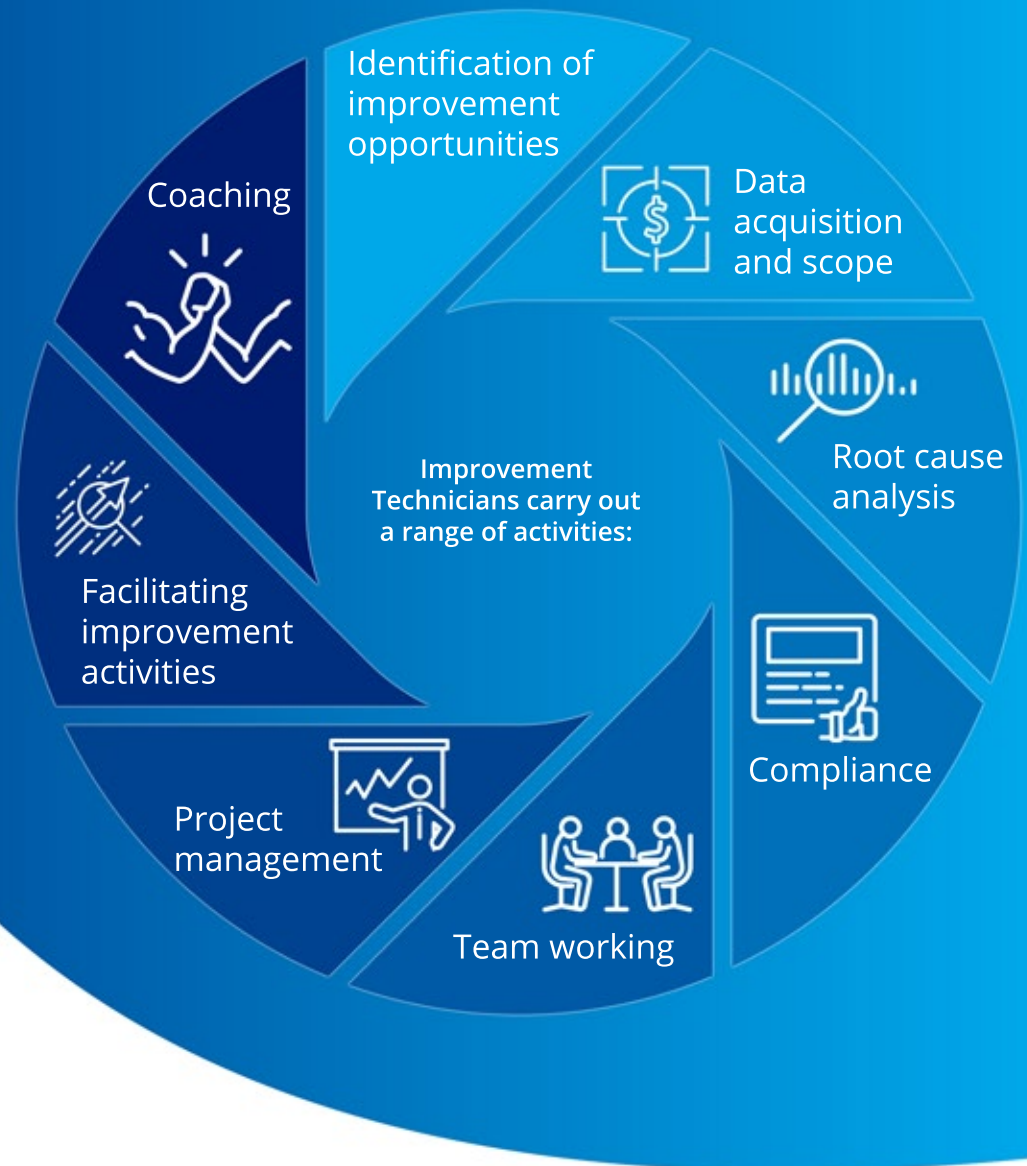 Improvement
Technicians carry out
a range of activities:
Identification of
improvement
opportunities
Data
acquisition
and scope
Root cause
analysis
Compliance
Team working
Project
management
Facilitating
improvement
activities
Coaching